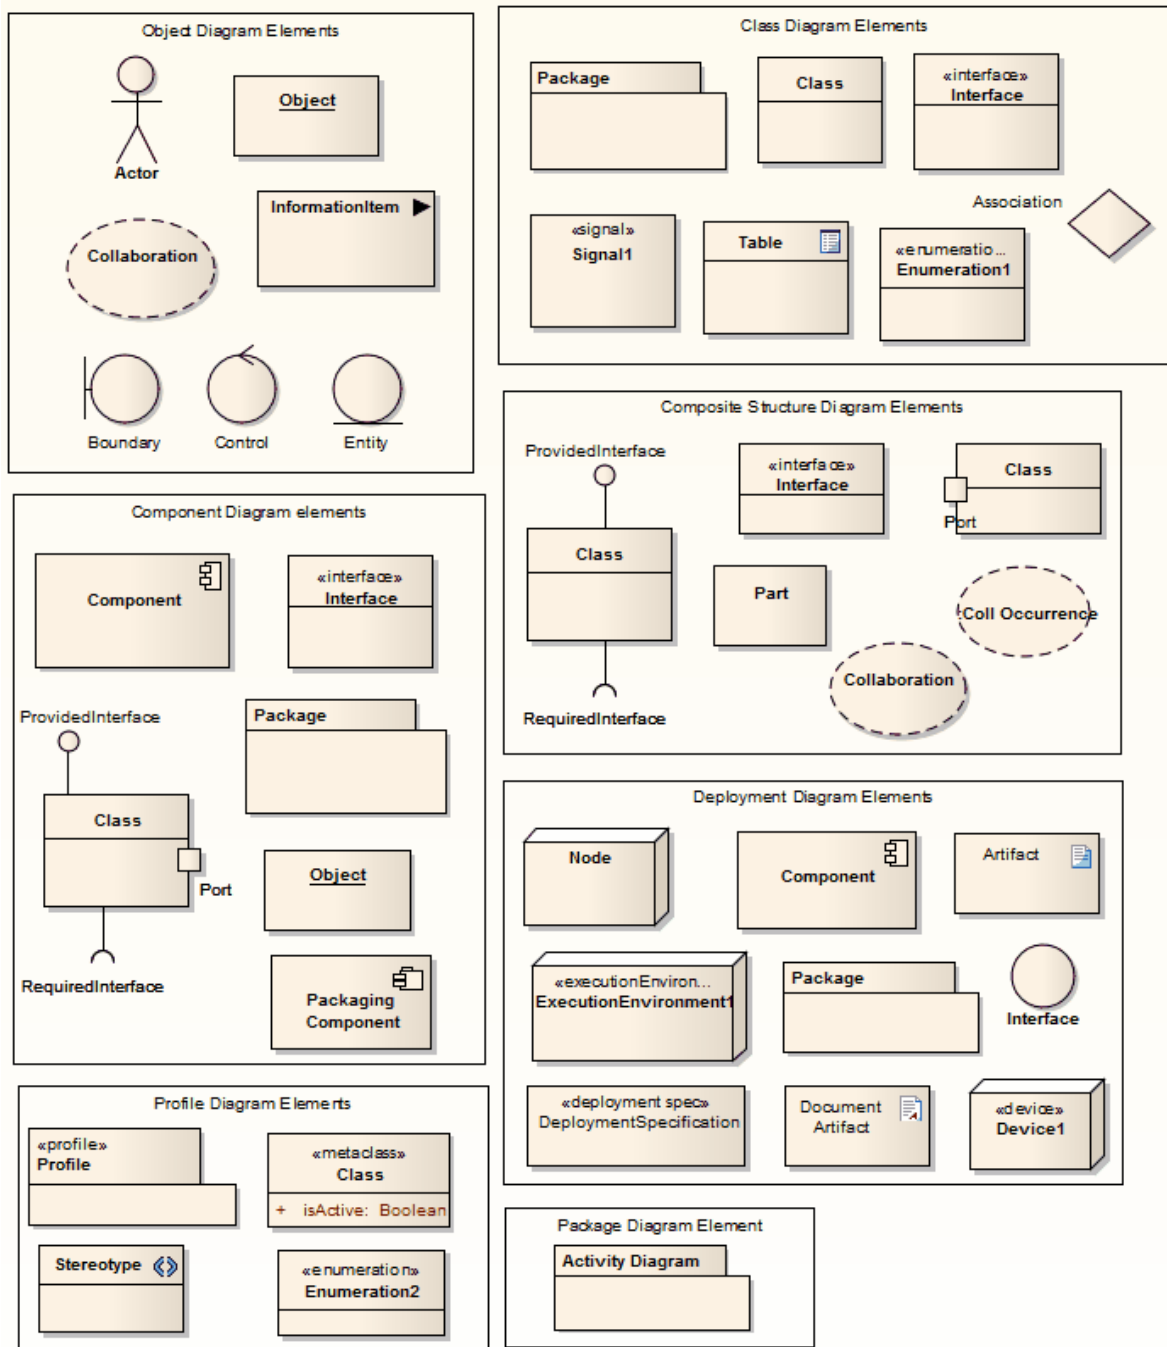 Object Diagram Elements
Actor
Object
InformationItem
Collaboration
Boundary
Control
Entity
Class Diagram Elements
Package
Class
«interface»
Interface
Association
«signal»
Signal1
Table
«enumeratio...
Enumeration1
Composite Structure Diagram Elements
ProvidedInterface
Class
RequiredInterface
«interface»
Interface
Class
Port
Part
:Coll Occurrence
Collaboration
Component Diagram elements
Component
«interface»
Interface
ProvidedInterface
Package
Class
Port
RequiredInterface
Object
Packaging
Component
Deployment Diagram Elements
Node
Component
Artifact
«executionEnviron...
ExecutionEnvironment1
Package
Interface
«deployment spec»
DeploymentSpecification
Document
Artifact
«device»
Device1
Profile Diagram Elements
«profile»
Profile
«metaclass»
Class
+ isActive: Boolean
Stereotype
«enumeration»
Enumeration2
Package Diagram Element
Activity Diagram